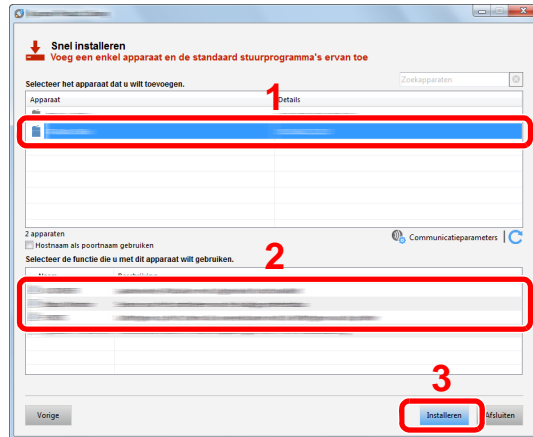 Snel installeren
Voeg een enkel apparaat en de standaard stuurprogramma's ervan toe
Selecteer het apparaat dat u wilt toevoegen.
Zoekapparaten
1
Apparaat
Details
2 apparaten
Communicatieparameters
Hostnaam als poortnaam gebruiken
Selecteer de functie die u met dit apparaat wilt gebruiken.
2
3
Vorige
Installeren
Afsluiten